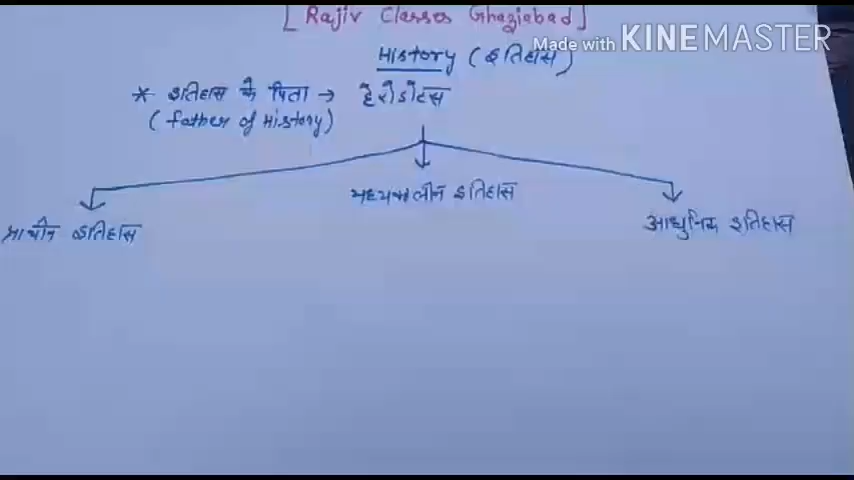 [ Rajiv Classes Ghaziabad ]
Made with KINEMASTER
History ( इतिहास )
* इतिहास के पिता → हेरोडोटस
( father of History )
मध्यकालीन इतिहास
प्राचीन इतिहास
आधुनिक इतिहास